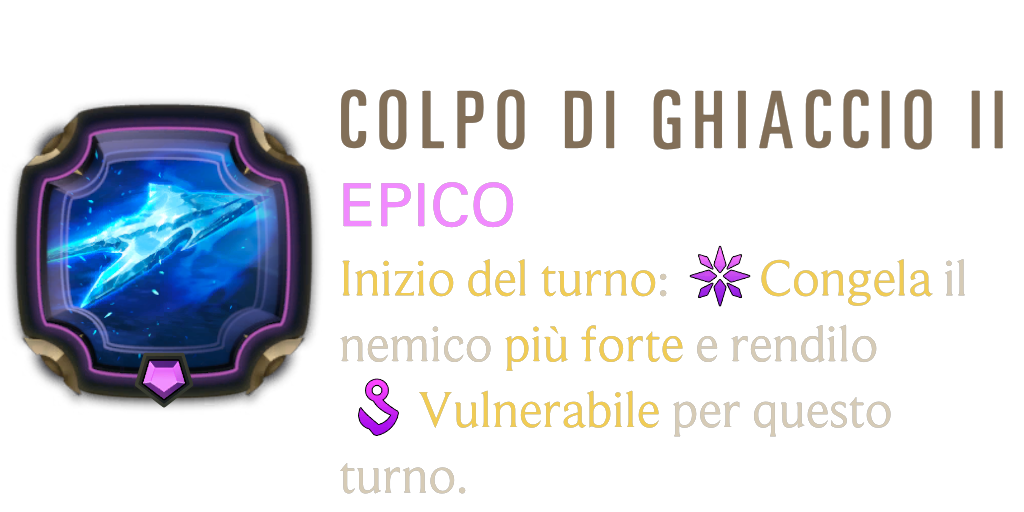 COLPO DI GHIACCIO II
EPICO
Inizio del turno: Congela il
nemico più forte e rendilo
Vulnerabile per questo
turno.